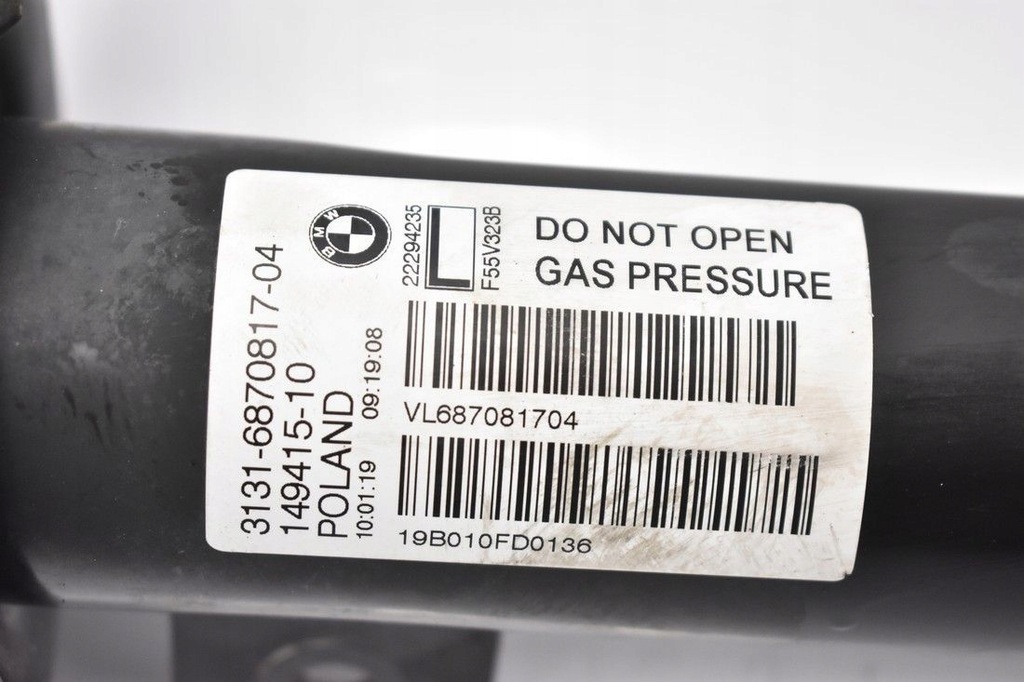 BMW
3131-6870817-04
149415-10
POLAND
10:01:19 09:19:08
22294235
L
F55V323B
DO NOT OPEN
GAS PRESSURE
VL687081704
19B010FD0136